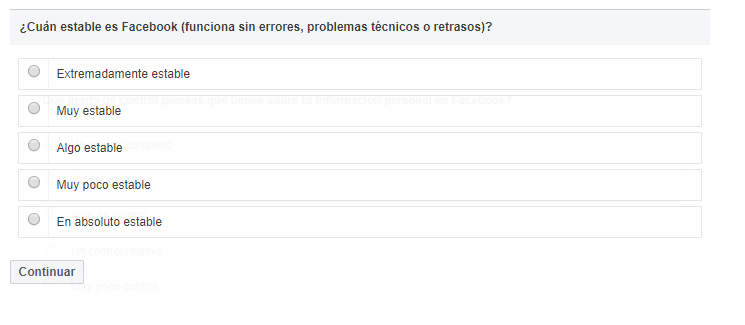 ¿Cuán estable es Facebook (funciona sin errores, problemas técnicos o retrasos)?
Extremadamente estable
Muy estable
Algo estable
Muy poco estable
En absoluto estable
Continuar